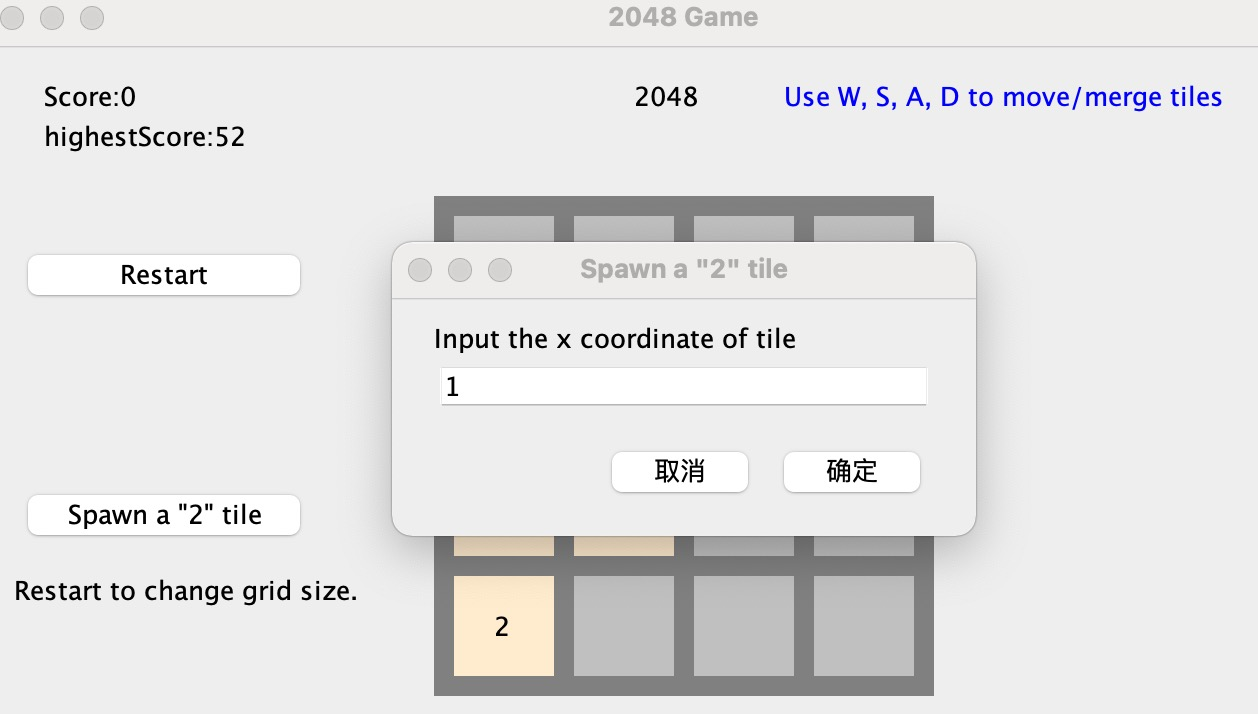 2048 Game
Score:0
2048
Use W, S, A, D to move/merge tiles
highestScore:52
Restart
Spawn a "2" tile
Input the x coordinate of tile
1
取消
确定
Spawn a "2" tile
Restart to change grid size.
2